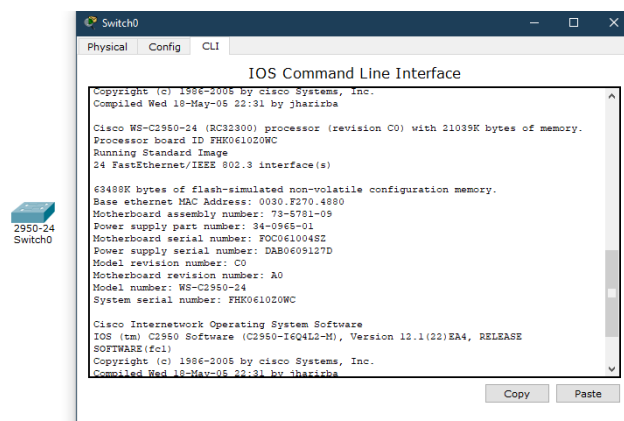 Switch0
Physical Config CLI
IOS Command Line Interface
Copyright (c) 1986-2005 by cisco Systems, Inc.
Compiled Wed 18-May-05 22:31 by jharirba
Cisco WS-C2950-24 (RC32300) processor (revision C0) with 21039K bytes of memory.
Processor board ID FHK0610Z0WC
Running Standard Image
24 FastEthernet/IEEE 802.3 interface(s)
63488K bytes of flash-simulated non-volatile configuration memory.
Base ethernet MAC Address: 0030.F270.4880
Motherboard assembly number: 73-5781-09
Power supply part number: 34-0965-01
Motherboard serial number: FOC061004SZ
Power supply serial number: DAB0609127D
Model revision number: C0
Motherboard revision number: A0
Model number: WS-C2950-24
System serial number: FHK0610Z0WC
Cisco Internetwork Operating System Software
IOS (tm) C2950 Software (C2950-I6Q4L2-M), Version 12.1(22)EA4, RELEASE
SOFTWARE(fc1)
Copyright (c) 1986-2005 by cisco Systems, Inc.
Compiled Wed 18-May-05 22:31 by jharirba
Copy Paste
2950-24
Switch0